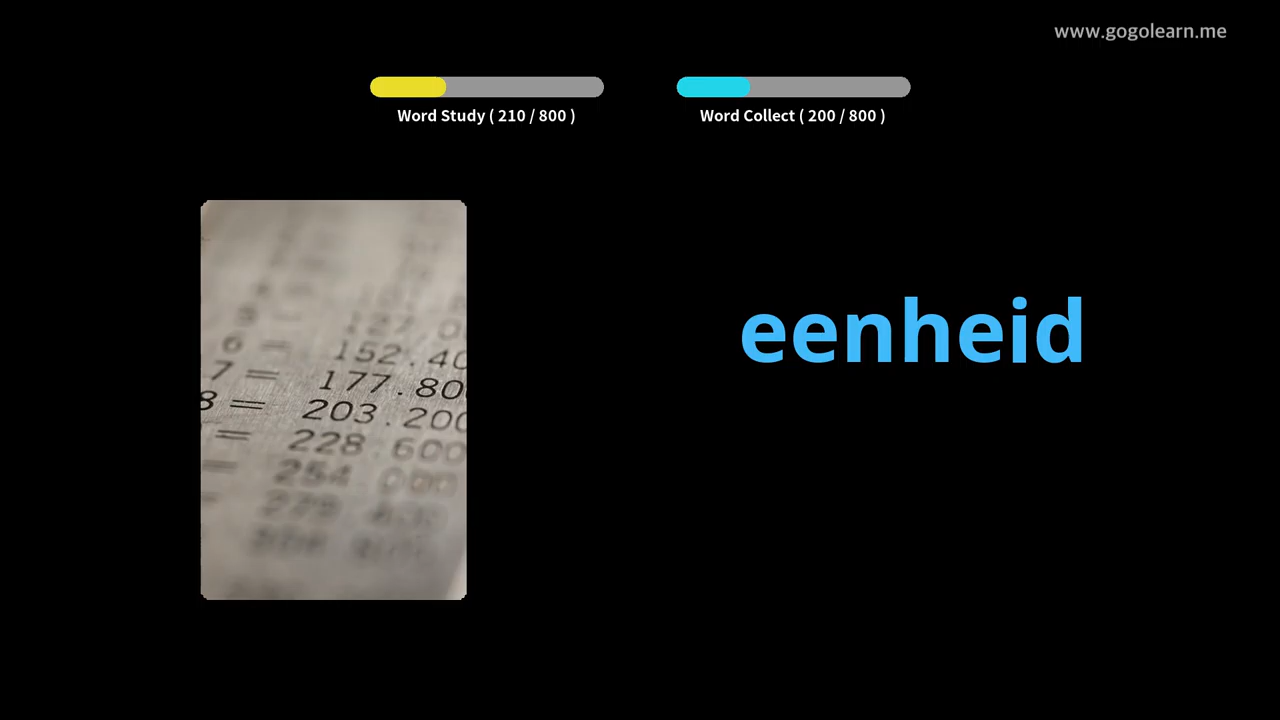 www.gogolearn.me
Word Study ( 210 / 800 )
Word Collect ( 200 / 800 )
eenheid
6 = 152.40
7 = 177.80
8 = 203.200
= 228.600
= 254.000